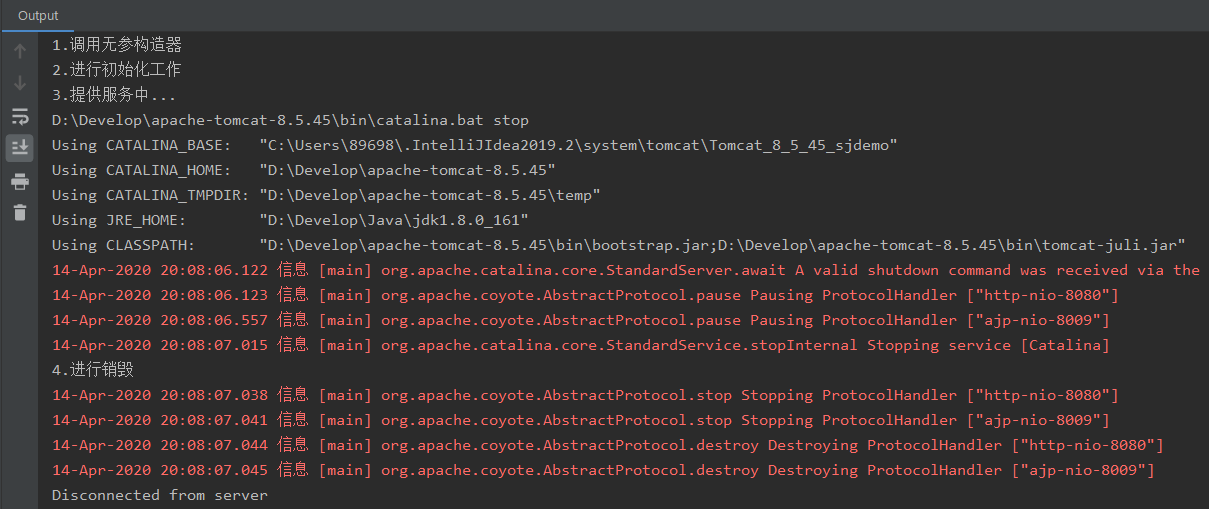 Output
1.调用无参构造器
2.进行初始化工作
3.提供服务中...
D:\Develop\apache-tomcat-8.5.45\bin\catalina.bat stop
Using CATALINA_BASE:   "C:\Users\89698\.IntelliJIdea2019.2\system\tomcat\Tomcat_8_5_45_sjdemo"
Using CATALINA_HOME:   "D:\Develop\apache-tomcat-8.5.45"
Using CATALINA_TMPDIR: "D:\Develop\apache-tomcat-8.5.45\temp"
Using JRE_HOME:        "D:\Develop\Java\jdk1.8.0_161"
Using CLASSPATH:       "D:\Develop\apache-tomcat-8.5.45\bin\bootstrap.jar;D:\Develop\apache-tomcat-8.5.45\bin\tomcat-juli.jar"
14-Apr-2020 20:08:06.122 信息 [main] org.apache.catalina.core.StandardServer.await A valid shutdown command was received via the
14-Apr-2020 20:08:06.123 信息 [main] org.apache.coyote.AbstractProtocol.pause Pausing ProtocolHandler ["http-nio-8080"]
14-Apr-2020 20:08:06.557 信息 [main] org.apache.coyote.AbstractProtocol.pause Pausing ProtocolHandler ["ajp-nio-8009"]
14-Apr-2020 20:08:07.015 信息 [main] org.apache.catalina.core.StandardService.stopInternal Stopping service [Catalina]
4.进行销毁
14-Apr-2020 20:08:07.038 信息 [main] org.apache.coyote.AbstractProtocol.stop Stopping ProtocolHandler ["http-nio-8080"]
14-Apr-2020 20:08:07.041 信息 [main] org.apache.coyote.AbstractProtocol.stop Stopping ProtocolHandler ["ajp-nio-8009"]
14-Apr-2020 20:08:07.044 信息 [main] org.apache.coyote.AbstractProtocol.destroy Destroying ProtocolHandler ["http-nio-8080"]
14-Apr-2020 20:08:07.045 信息 [main] org.apache.coyote.AbstractProtocol.destroy Destroying ProtocolHandler ["ajp-nio-8009"]
Disconnected from server